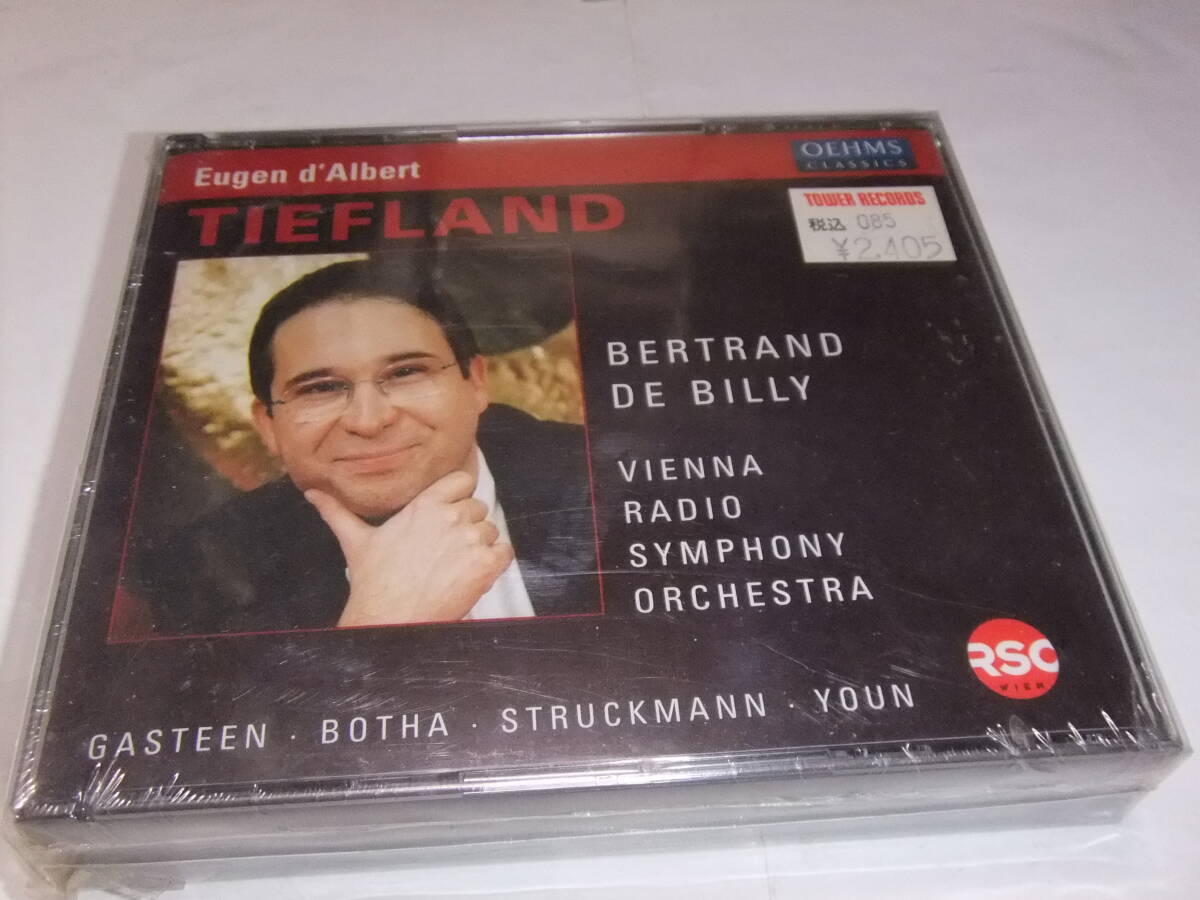 Eugen d'Albert
OEHMS
CLASSICS
TIEFLAND
TOWER RECORDS
税込 085
¥2,405
BERTRAND
DE BILLY
VIENNA
RADIO
SYMPHONY
ORCHESTRA
RSO
WIEN
GASTEEN · BOTHA · STRUCKMANN · YOUN